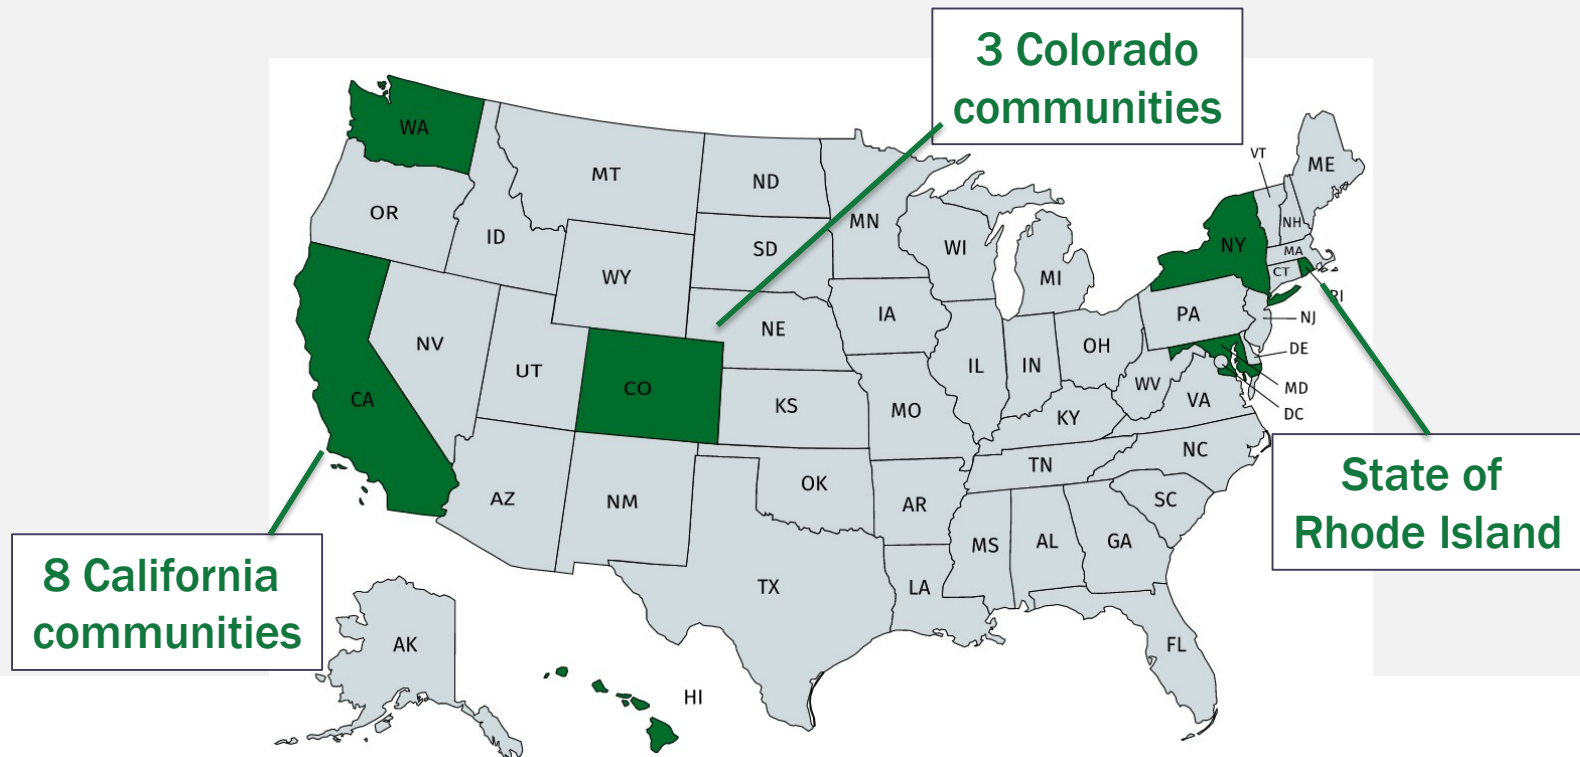 3 Colorado
communities
WA
MT
ND
MN
VT
ME
OR
ID
SD
WI
MI
NY
NH
MA
CT
RI
WY
NE
IA
PA
NJ
NV
UT
CO
IL
IN
OH
DE
CA
KS
MO
KY
WV
VA
MD
DC
AZ
NM
OK
AR
TN
NC
SC
MS
AL
GA
TX
LA
FL
AK
HI
8 California
communities
State of
Rhode Island